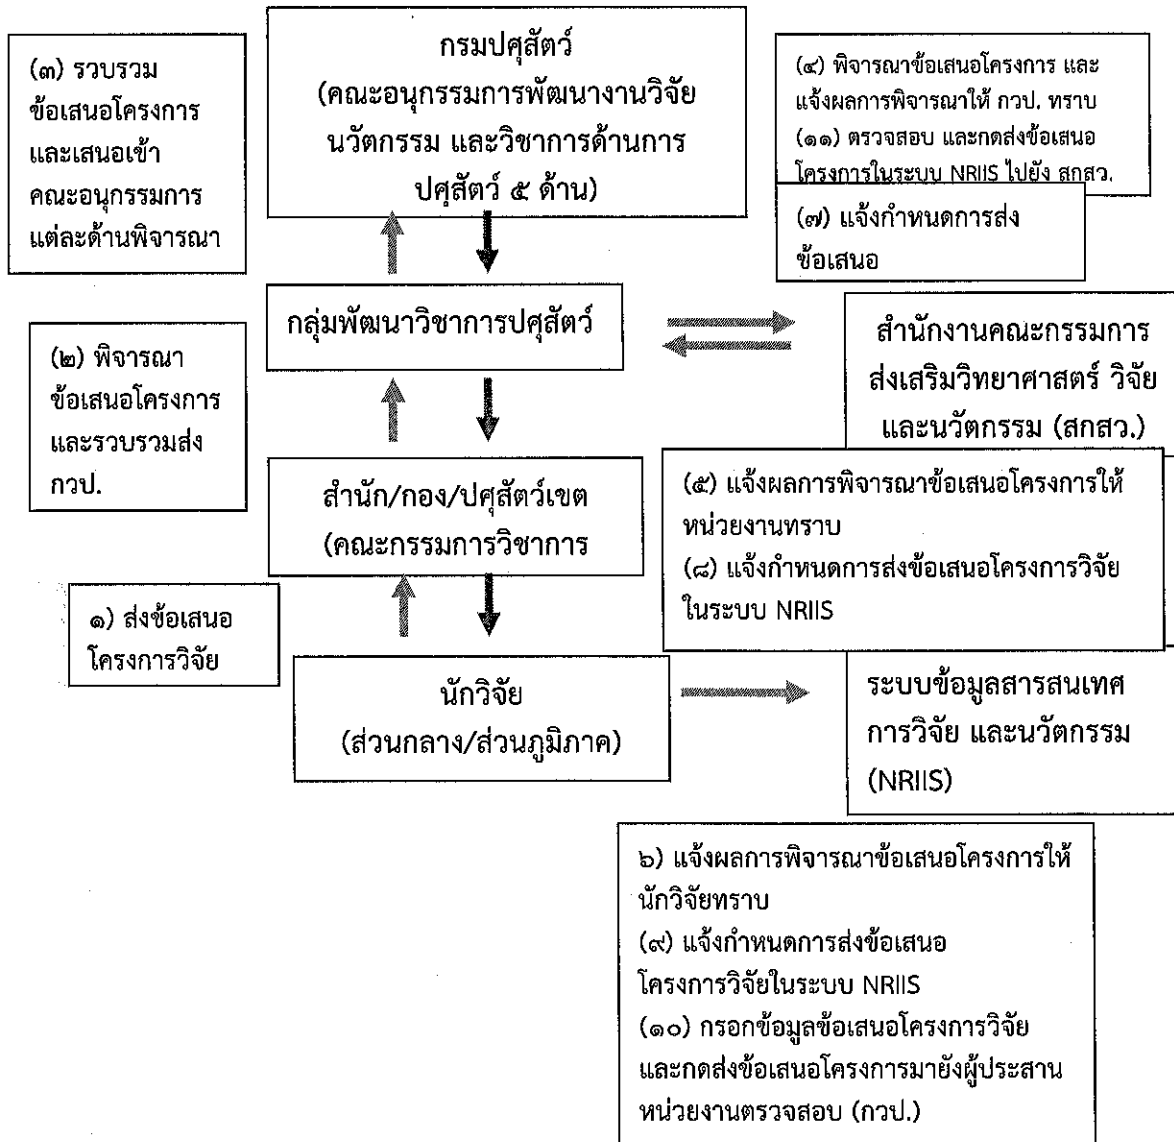 กรมปศุสัตว์
(คณะอนุกรรมการพัฒนางานวิจัย
นวัตกรรม และวิชาการด้านการ
ปศุสัตว์ ๕ ด้าน)
(๓) รวบรวม
ข้อเสนอโครงการ
และเสนอเข้า
คณะอนุกรรมการ
แต่ละด้านพิจารณา
(๔) พิจารณาข้อเสนอโครงการ และ
แจ้งผลการพิจารณาให้ กวป. ทราบ
(๑๑) ตรวจสอบ และกดส่งข้อเสนอ
โครงการในระบบ NRIIS ไปยัง สกสว.
(๗) แจ้งกำหนดการส่ง
ข้อเสนอ
กลุ่มพัฒนาวิชาการปศุสัตว์
สำนักงานคณะกรรมการ
ส่งเสริมวิทยาศาสตร์ วิจัย
และนวัตกรรม (สกสว.)
(๒) พิจารณา
ข้อเสนอโครงการ
และรวบรวมส่ง
กวป.
สำนัก/กอง/ปศุสัตว์เขต
(คณะกรรมการวิชาการ
(๕) แจ้งผลการพิจารณาข้อเสนอโครงการให้
หน่วยงานทราบ
(๘) แจ้งกำหนดการส่งข้อเสนอโครงการวิจัย
ในระบบ NRIIS
๑) ส่งข้อเสนอ
โครงการวิจัย
นักวิจัย
(ส่วนกลาง/ส่วนภูมิภาค)
ระบบข้อมูลสารสนเทศ
การวิจัย และนวัตกรรม
(NRIIS)
๖) แจ้งผลการพิจารณาข้อเสนอโครงการให้
นักวิจัยทราบ
(๙) แจ้งกำหนดการส่งข้อเสนอ
โครงการวิจัยในระบบ NRIIS
(๑๐) กรอกข้อมูลข้อเสนอโครงการวิจัย
และกดส่งข้อเสนอโครงการมายังผู้ประสาน
หน่วยงานตรวจสอบ (กวป.)